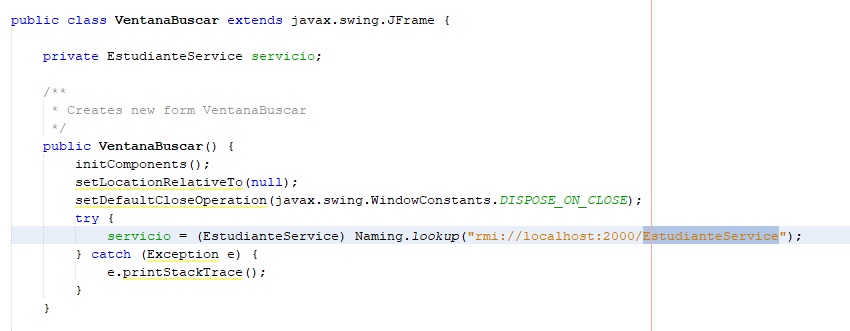 public class VentanaBuscar extends javax.swing.JFrame {
private EstudianteService servicio;
/**
* Creates new form VentanaBuscar
*/
public VentanaBuscar() {
initComponents();
setLocationRelativeTo(null);
setDefaultCloseOperation(javax.swing.WindowConstants.DISPOSE_ON_CLOSE);
try {
servicio = (EstudianteService) Naming.lookup("rmi://localhost:2000/EstudianteService");
} catch (Exception e) {
e.printStackTrace();
}
}